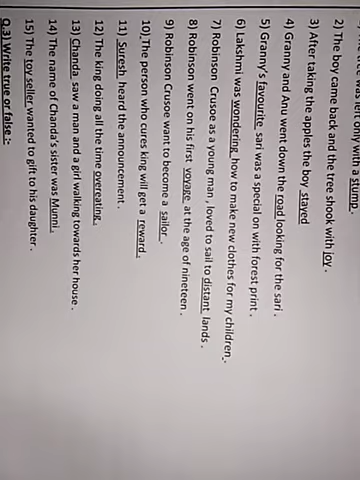 was left only with a stump.
2) The boy came back and the tree shook with joy .
3) After taking the apples the boy stayed
4) Granny and Anu went down the road looking for the sari .
5) Granny's favourite sari was a special on with forest print .
6) Lakshmi was wondering how to make new clothes for my children .
7) Robinson Crusoe as a young man , loved to sail to distant lands .
8) Robinson went on his first voyage at the age of nineteen .
9) Robinson Crusoe want to become a sailor .
10) The person who cures king will get a reward.
11) Suresh heard the announcement .
12) The king doing all the time overeating.
13) Chanda saw a man and a girl walking towards her house .
14) The name of Chanda's sister was Munni.
15) The toy seller wanted to gift to his daughter .
Q.3) Write true or false :-